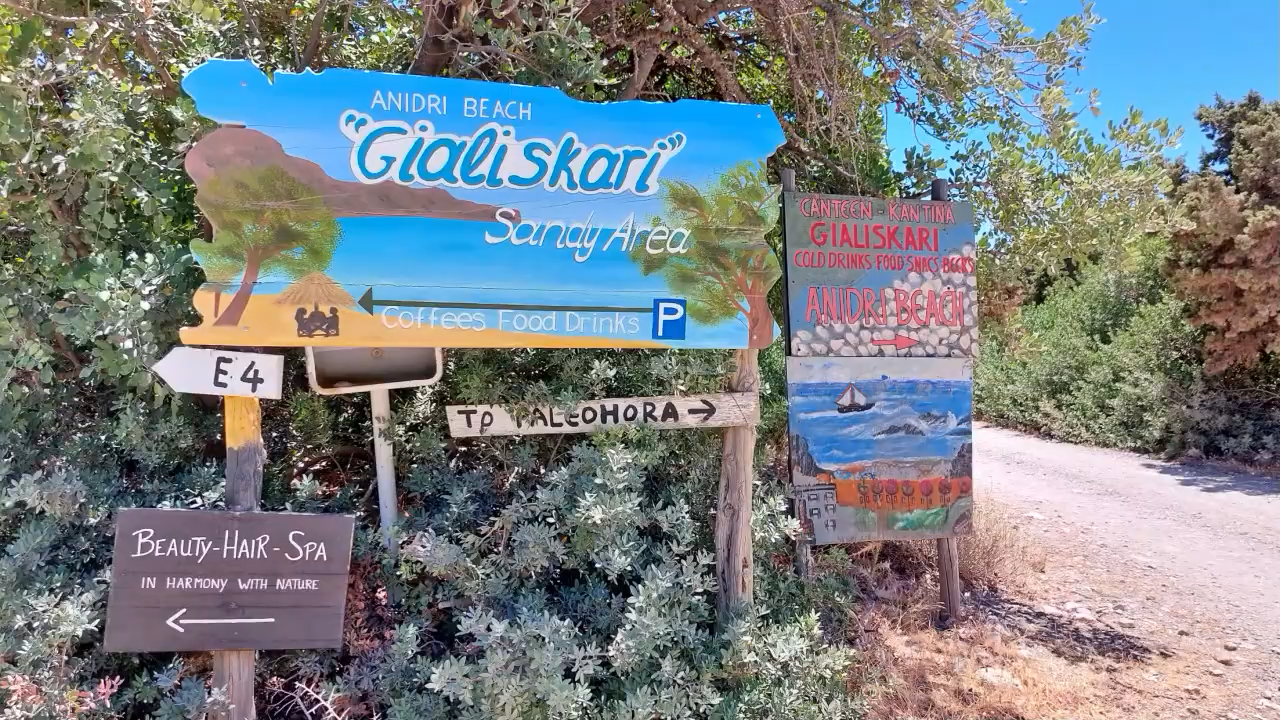 ANIDRI BEACH
"Gialiskari"
Sandy Area
Coffees Food Drinks P
E4
TO PALEOHORA
BEAUTY-HAIR-SPA
IN HARMONY WITH NATURE
CANTEEN - KANTINA
GIALISKARI
COLD DRINKS FOOD SNACS BEERS
ANIDRI BEACH